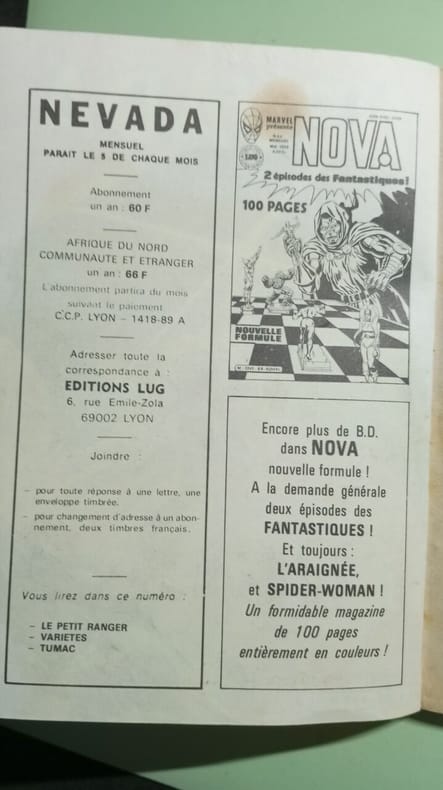 NEVADA
MENSUEL
PARAIT LE 5 DE CHAQUE MOIS
Abonnement
un an : 60 F
AFRIQUE DU NORD
COMMUNAUTE ET ETRANGER
un an : 66 F
L'abonnement partira du mois
suivant le paiement
C.C.P. LYON - 1418-89 A
Adresser toute la
correspondance à :
EDITIONS LUG
6, rue Emile-Zola
69002 LYON
Joindre :
- pour toute réponse à une lettre, une
enveloppe timbrée.
- pour changement d'adresse à un abon-
nement, deux timbres français.
Vous lirez dans ce numéro :
- LE PETIT RANGER
- VARIETES
- TUMAC
MARVEL
présente
LUG
NOVA
2 épisodes des Fantastiques !
100 PAGES
NOUVELLE
FORMULE
Encore plus de B.D.
dans NOVA
nouvelle formule !
A la demande générale
deux épisodes des
FANTASTIQUES !
Et toujours :
L'ARAIGNÉE,
et SPIDER-WOMAN !
Un formidable magazine
de 100 pages
entièrement en couleurs !